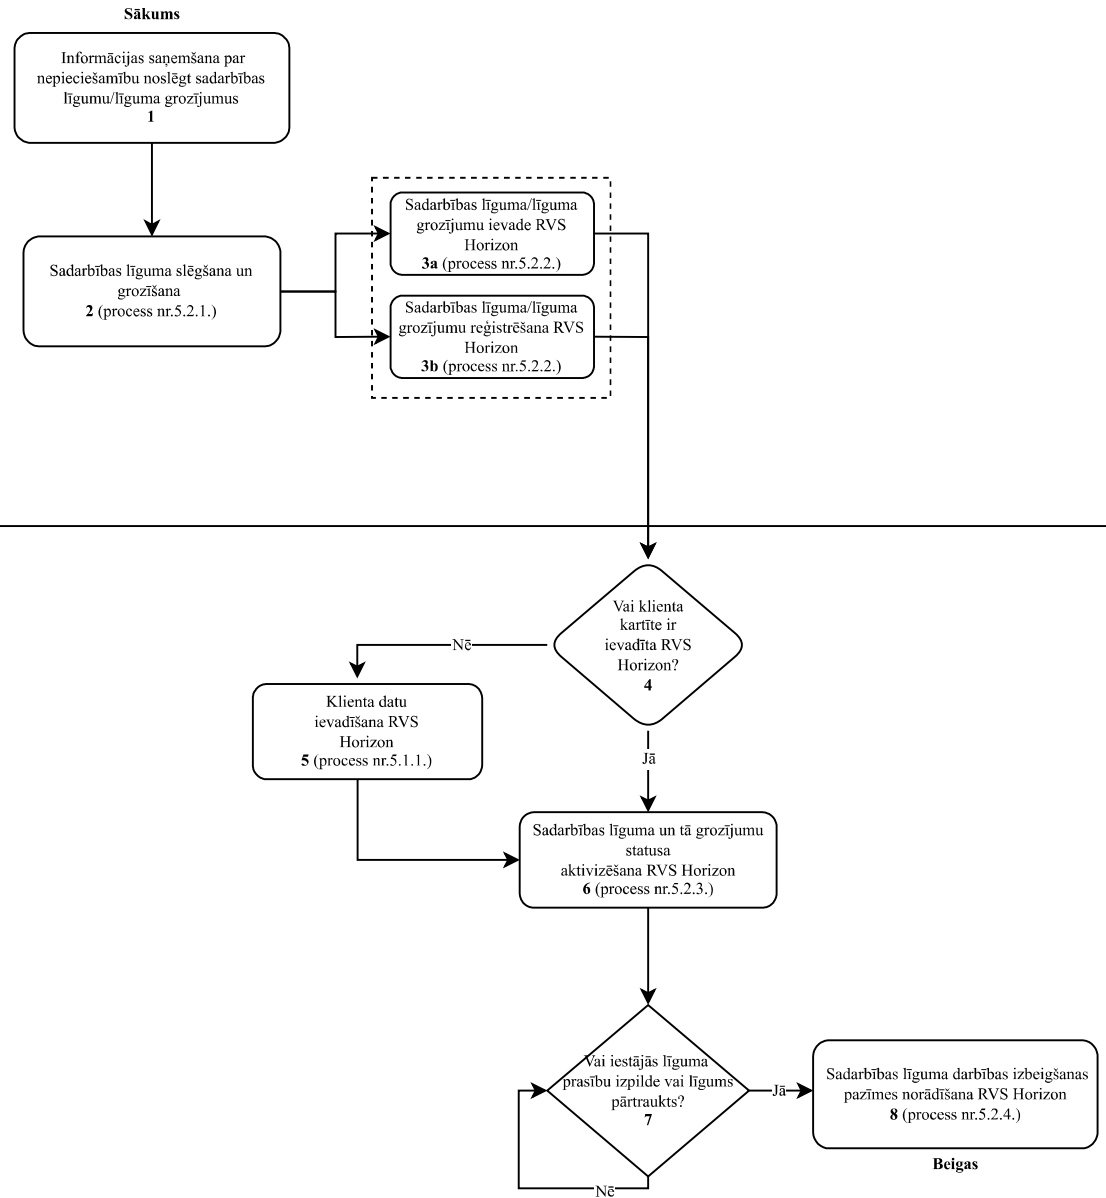 Sākums
Informācijas saņemšana par
nepieciešamību noslēgt sadarbības
līgumu/līguma grozījumus
1
Sadarbības līguma slēgšana un
grozīšana
2 (process nr.5.2.1.)
Sadarbības līguma/līguma
grozījumu ievade RVS
Horizon
3a (process nr.5.2.2.)
Sadarbības līguma/līguma
grozījumu reģistrēšana RVS
Horizon
3b (process nr.5.2.2.)
Vai klienta
kartīte ir
ievadīta RVS
Horizon?
4
Nē
Klienta datu
ievadīšana RVS
Horizon
5 (process nr.5.1.1.)
Jā
Sadarbības līguma un tā grozījumu
statusa
aktivizēšana RVS Horizon
6 (process nr.5.2.3.)
Vai iestājās līguma
prasību izpilde vai līgums
pārtraukts?
7
Jā
Nē
Sadarbības līguma darbības izbeigšanas
pazīmes norādīšana RVS Horizon
8 (process nr.5.2.4.)
Beigas